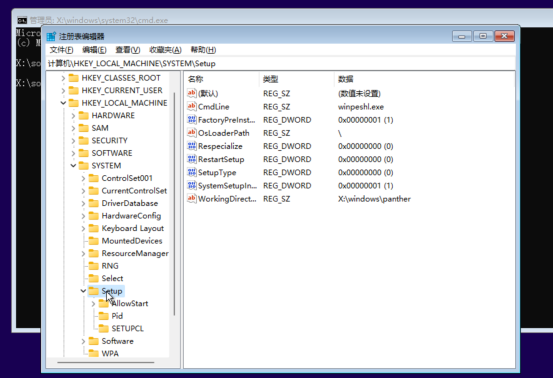 管理员: X:\windows\system32\cmd.exe
Micro
(c) M
X:\so
X:\so
注册表编辑器
文件(F) 编辑(E) 查看(V) 收藏夹(A) 帮助(H)
计算机\HKEY_LOCAL_MACHINE\SYSTEM\Setup
HKEY_CLASSES_ROOT
HKEY_CURRENT_USER
HKEY_LOCAL_MACHINE
HARDWARE
SAM
SECURITY
SOFTWARE
SYSTEM
ControlSet001
CurrentControlSet
DriverDatabase
HardwareConfig
Keyboard Layout
MountedDevices
ResourceManager
RNG
Select
Setup
AllowStart
Pid
SETUPCL
Software
WPA
名称 类型 数据
(默认) REG_SZ (数值未设置)
CmdLine REG_SZ winpeshl.exe
FactoryPreInst... REG_DWORD 0x00000001 (1)
OsLoaderPath REG_SZ \
Respecialize REG_DWORD 0x00000000 (0)
RestartSetup REG_DWORD 0x00000000 (0)
SetupType REG_DWORD 0x00000000 (0)
SystemSetupIn... REG_DWORD 0x00000001 (1)
WorkingDirect... REG_SZ X:\windows\panther